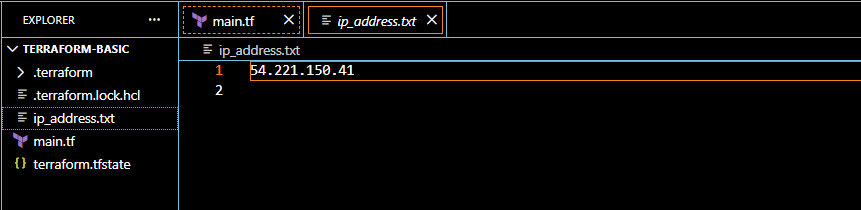 EXPLORER
TERRAFORM-BASIC
.terraform
.terraform.lock.hcl
ip_address.txt
main.tf
terraform.tfstate
main.tf
ip_address.txt
ip_address.txt
1 54.221.150.41
2